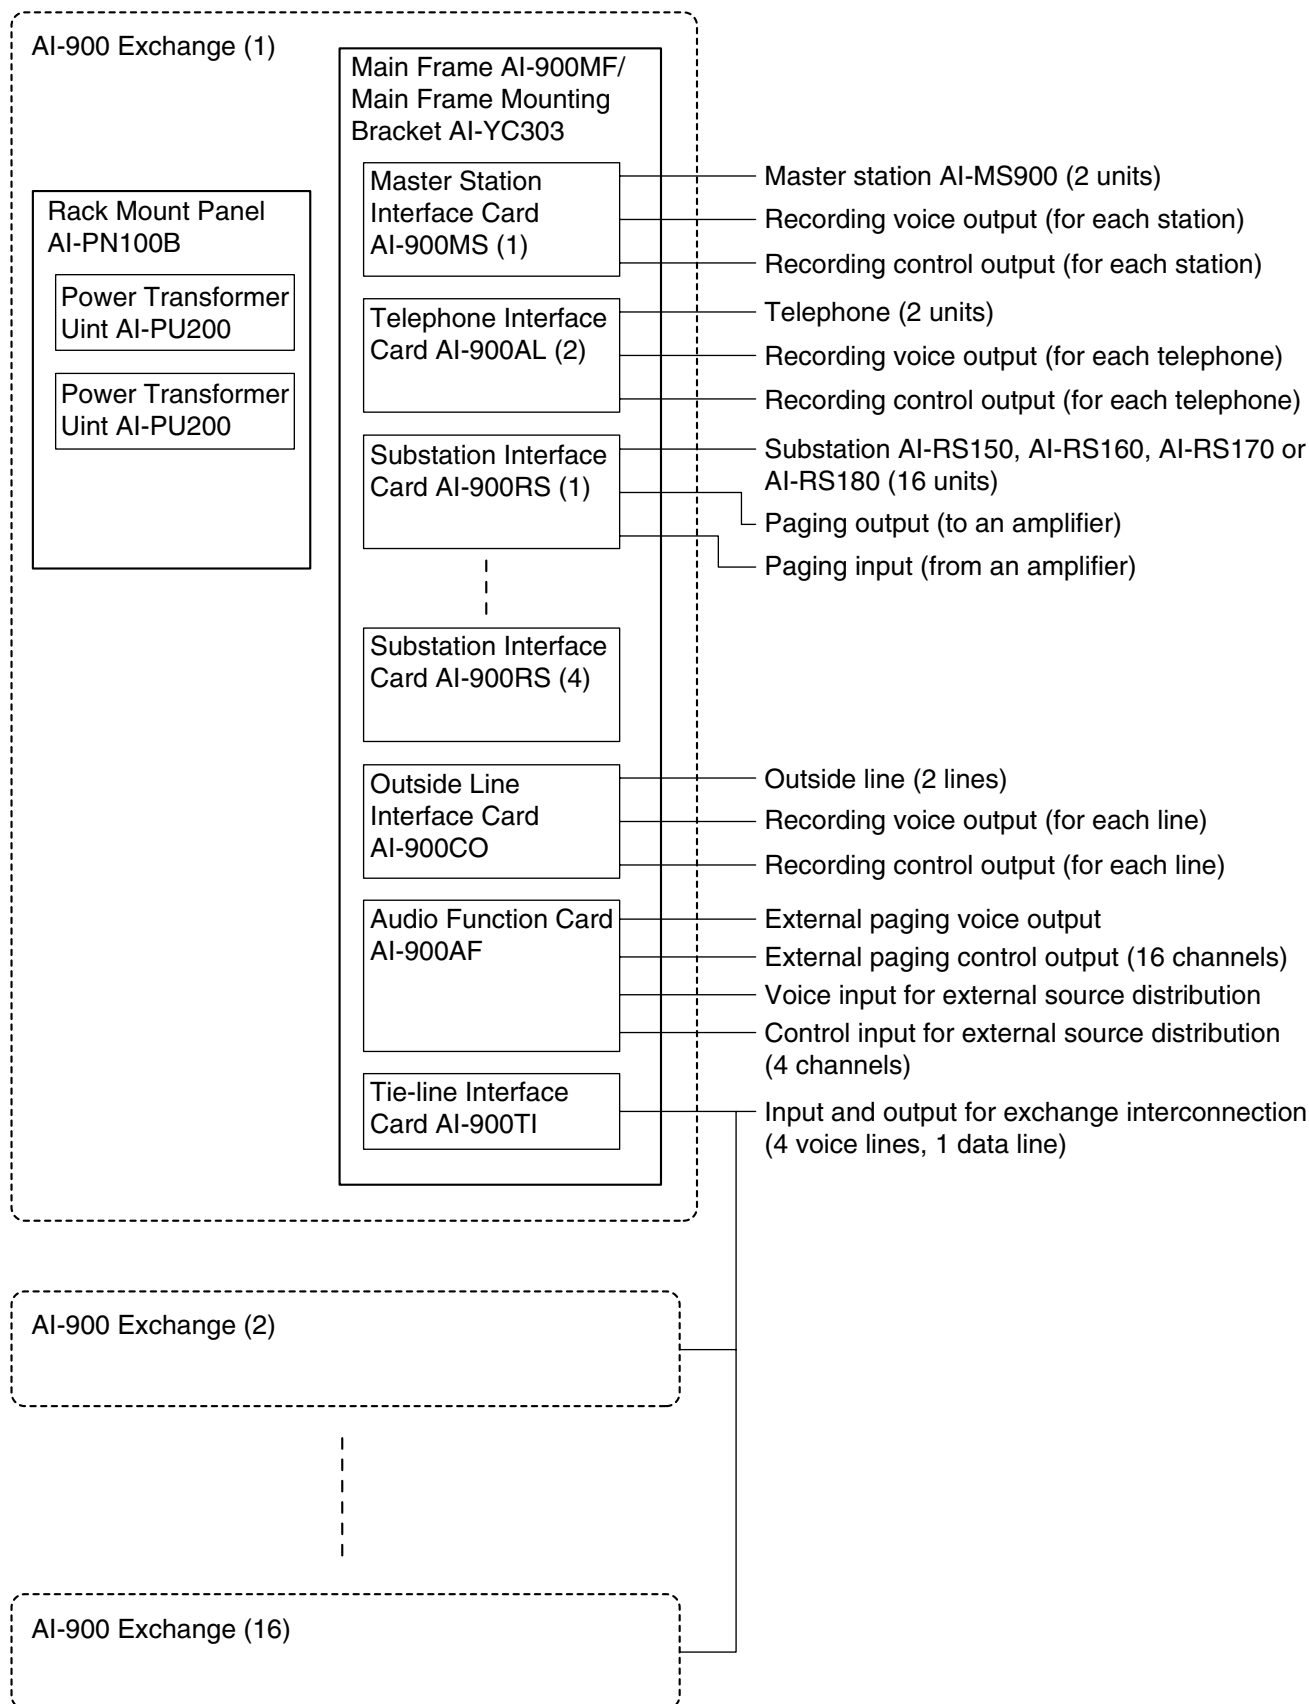 AI-900 Exchange (1)
Main Frame AI-900MF/
Main Frame Mounting
Bracket AI-YC303
Rack Mount Panel
AI-PN100B
Power Transformer
Uint AI-PU200
Power Transformer
Uint AI-PU200
Master Station
Interface Card
AI-900MS (1)
Master station AI-MS900 (2 units)
Recording voice output (for each station)
Recording control output (for each station)
Telephone Interface
Card AI-900AL (2)
Telephone (2 units)
Recording voice output (for each telephone)
Recording control output (for each telephone)
Substation Interface
Card AI-900RS (1)
Substation AI-RS150, AI-RS160, AI-RS170 or
AI-RS180 (16 units)
Paging output (to an amplifier)
Paging input (from an amplifier)
Substation Interface
Card AI-900RS (4)
Outside Line
Interface Card
AI-900CO
Outside line (2 lines)
Recording voice output (for each line)
Recording control output (for each line)
Audio Function Card
AI-900AF
External paging voice output
External paging control output (16 channels)
Voice input for external source distribution
Control input for external source distribution
(4 channels)
Tie-line Interface
Card AI-900TI
Input and output for exchange interconnection
(4 voice lines, 1 data line)
AI-900 Exchange (2)
AI-900 Exchange (16)